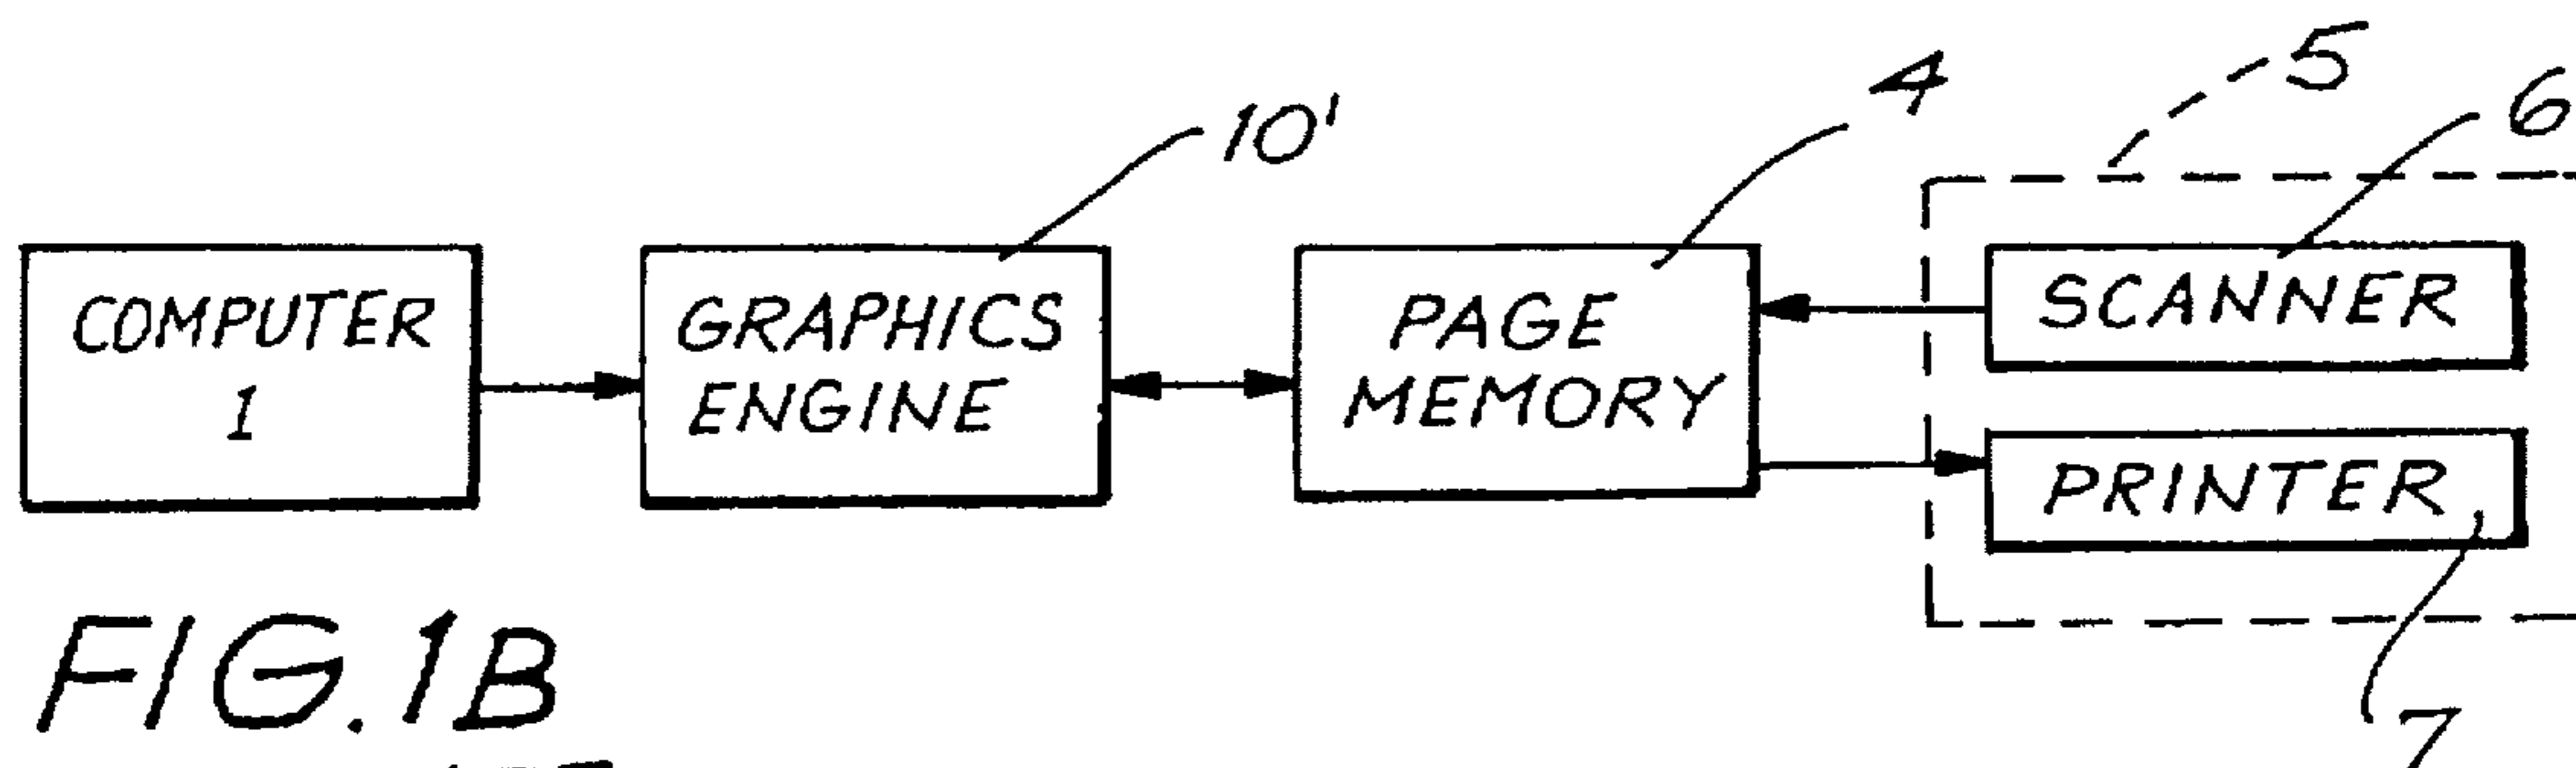 5
4
6
10'
COMPUTER
1
GRAPHICS
ENGINE
PAGE
MEMORY
SCANNER
PRINTER
7
FIG.1B